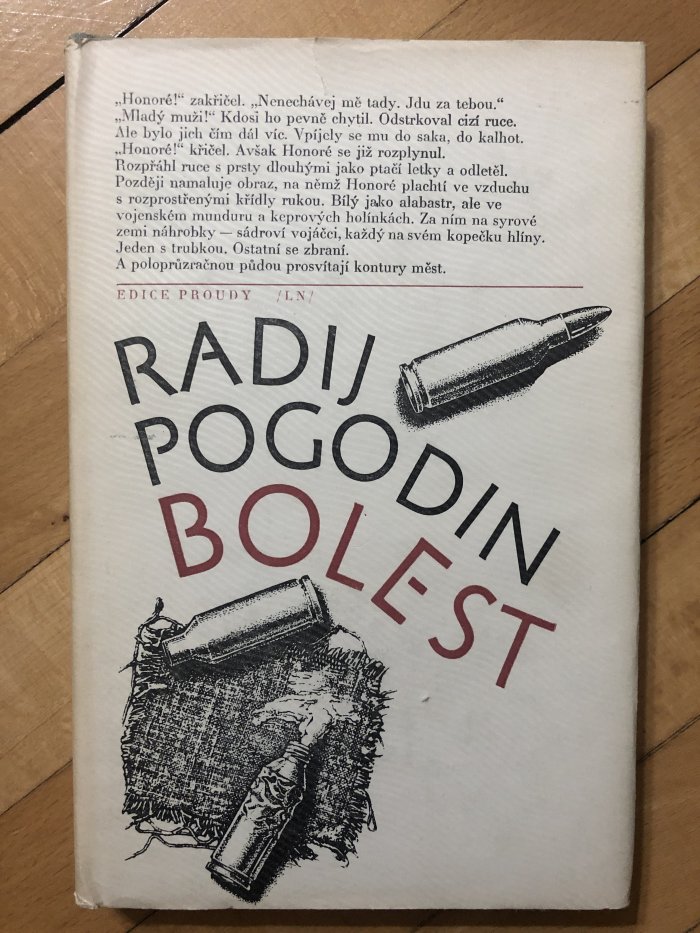 „Honoré!“ zakřičel. „Nenechávej mě tady. Jdu za tebou.“
„Mladý muži!“ Kdosi ho pevně chytil. Odstrkoval cizí ruce.
Ale bylo jich čím dál víc. Vpíjely se mu do saka, do kalhot.
„Honoré!“ křičel. Avšak Honoré se již rozplynul.
Rozpřáhl ruce s prsty dlouhými jako ptačí letky a odletěl.
Později namaluje obraz, na němž Honoré plachtí ve vzduchu
s rozprostřenými křídly rukou. Bílý jako alabastr, ale ve
vojenském munduru a keprových holínkách. Za ním na syrové
zemi náhrobky — sádroví vojáčci, každý na svém kopečku hlíny.
Jeden s trubkou. Ostatní se zbraní.
A poloprůzračnou půdou prosvítají kontury měst.
EDICE PROUDY /LN/
RADIJ
POGODIN
BOLEST